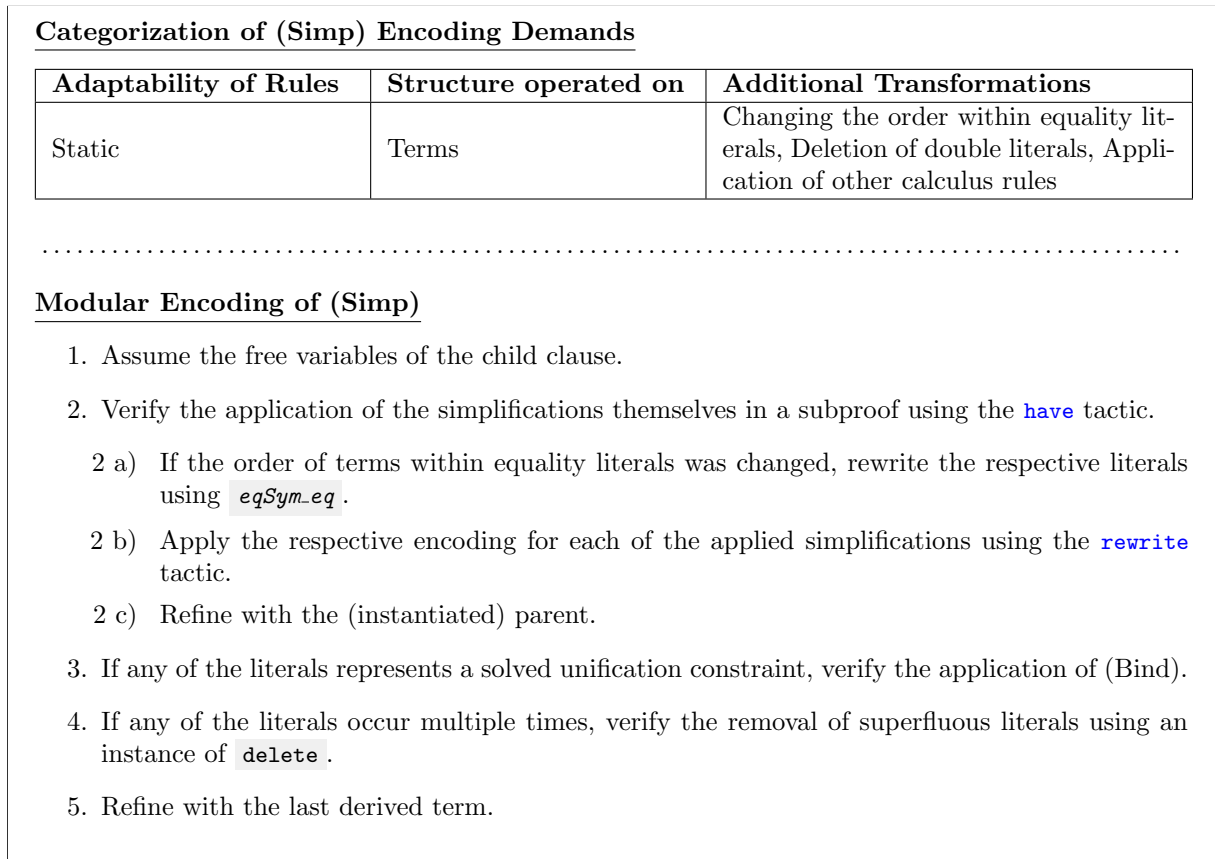 Categorization of (Simp) Encoding Demands
Adaptability of Rules Structure operated on Additional Transformations
Static Terms Changing the order within equality lit-
erals, Deletion of double literals, Appli-
cation of other calculus rules
Modular Encoding of (Simp)
1. Assume the free variables of the child clause.
2. Verify the application of the simplifications themselves in a subproof using the have tactic.
2 a) If the order of terms within equality literals was changed, rewrite the respective literals
using eqSym_eq .
2 b) Apply the respective encoding for each of the applied simplifications using the rewrite
tactic.
2 c) Refine with the (instantiated) parent.
3. If any of the literals represents a solved unification constraint, verify the application of (Bind).
4. If any of the literals occur multiple times, verify the removal of superfluous literals using an
instance of delete .
5. Refine with the last derived term.